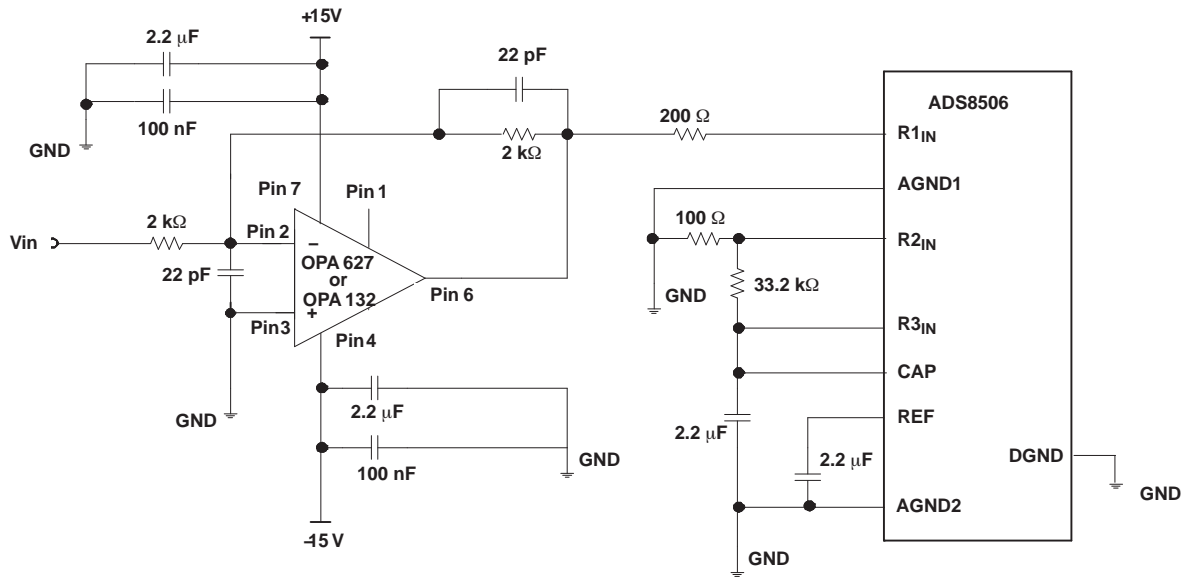 +15V
2.2 μF
22 pF
ADS8506
100 nF
200 Ω
R1IN
GND
2 kΩ
AGND1
Pin 7
Pin 1
100 Ω
2 kΩ
Vin
Pin 2
–
R2IN
OPA 627
or
OPA 132
22 pF
Pin 6
GND
33.2 kΩ
Pin3
+
R3IN
Pin 4
CAP
GND
2.2 μF
REF
2.2 μF
2.2 μF
100 nF
GND
DGND
GND
AGND2
–15 V
GND